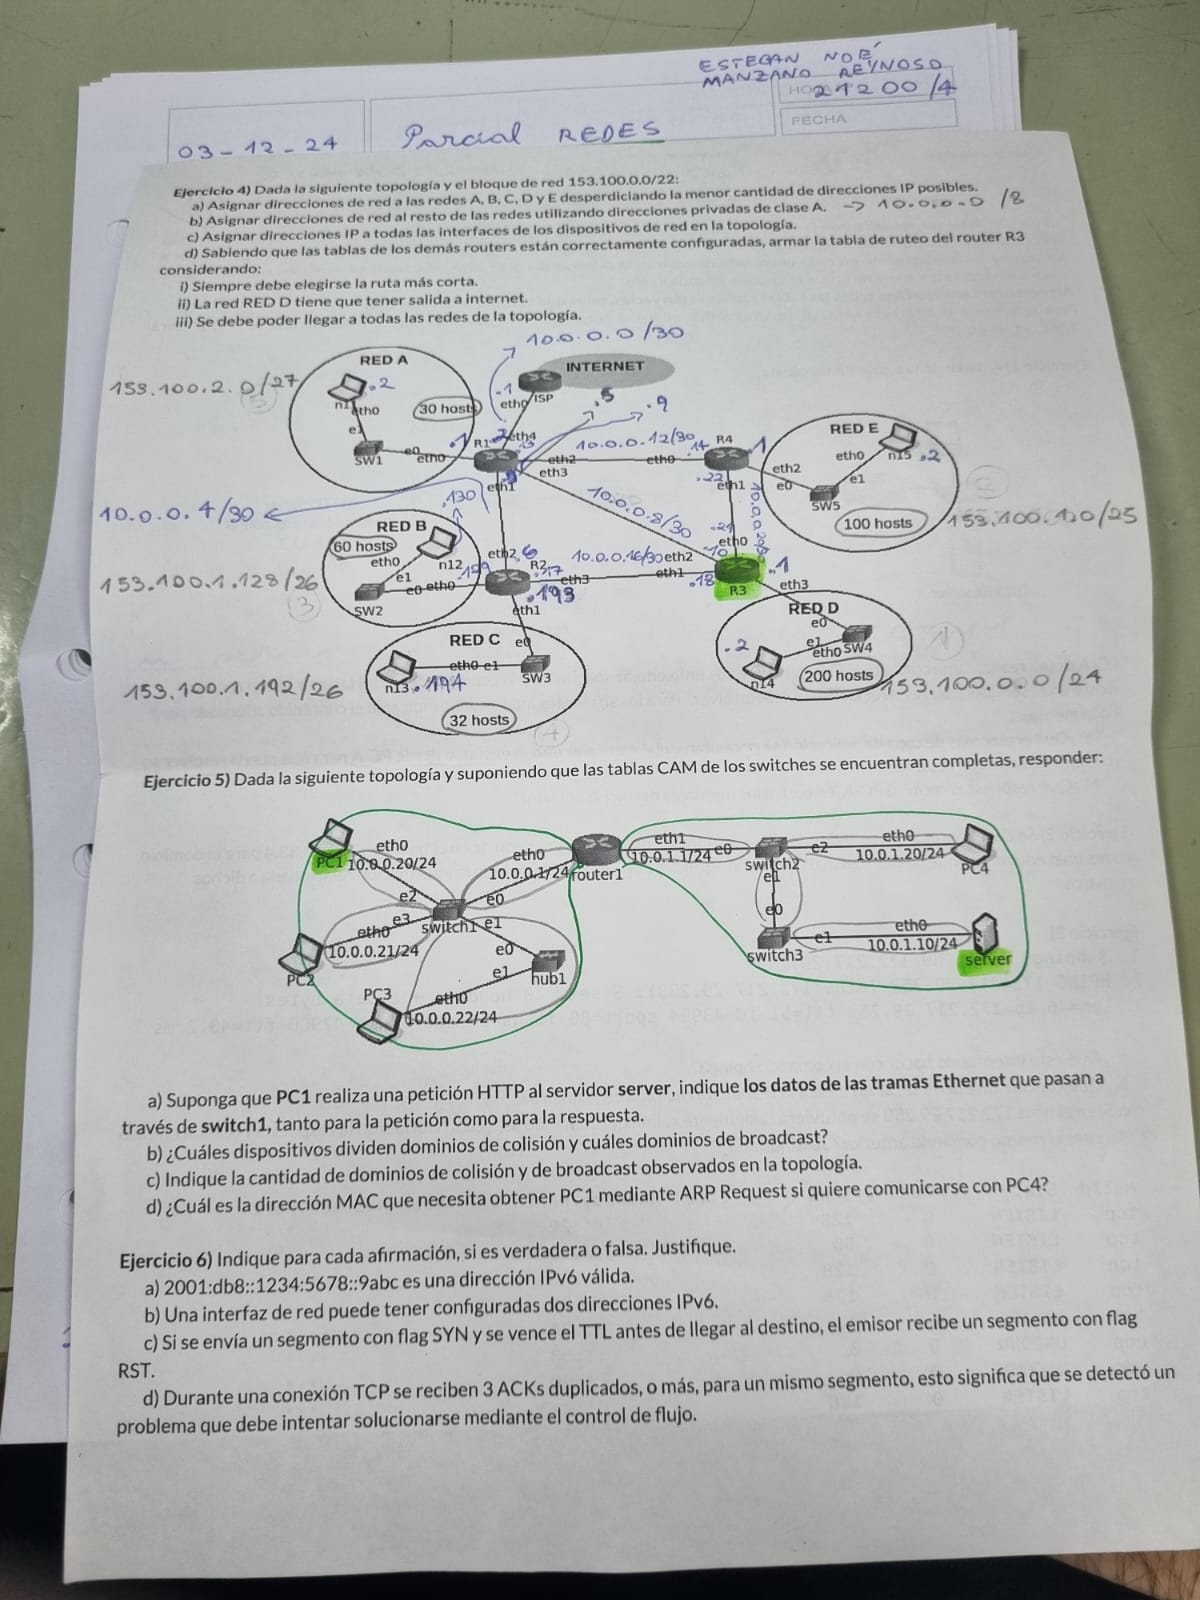 ESTEBAN NOÉ
MANZANO REYNOSO
21200/4
FECHA
03-12-24
Parcial REDES
Ejercicio 4) Dada la siguiente topología y el bloque de red 153.100.0.0/22:
a) Asignar direcciones de red a las redes A, B, C, D y E desperdiciando la menor cantidad de direcciones IP posibles.
b) Asignar direcciones de red al resto de las redes utilizando direcciones privadas de clase A. -> 10.0.0.0 /8
c) Asignar direcciones IP a todas las interfaces de los dispositivos de red en la topología.
d) Sabiendo que las tablas de los demás routers están correctamente configuradas, armar la tabla de ruteo del router R3
considerando:
i) Siempre debe elegirse la ruta más corta.
ii) La red RED D tiene que tener salida a internet.
iii) Se debe poder llegar a todas las redes de la topología.
10.0.0.0/30
RED A
INTERNET
153.100.2.0/27
.2
.1
.5
.9
n11
eth0
30 hosts
eth0
ISP
e1
SW1
e0
eth0
.1
R1
.2
eth4
.13
10.0.0.12/30
.14
R4
.1
RED E
eth2
eth0
eth0
n15
.2
eth3
eth1
eth2
e0
e1
SW5
100 hosts
153.100.1.0/25
.22
eth1
10.0.0.4/30
.130
10.0.0.8/30
10.0.0.20/30
RED B
60 hosts
eth0
n12
e1
e0
eth0
.129
SW2
153.100.1.128/26
3
eth2
.6
R2
.17
10.0.0.16/30
eth2
.10
.21
eth0
eth3
eth1
.18
R3
.1
eth3
.193
eth1
RED D
e0
e1
eth0
SW4
.2
n14
200 hosts
1
153.100.0.0/24
RED C
e0
eth0
e1
SW3
n13
.194
32 hosts
4
153.100.1.192/26
Ejercicio 5) Dada la siguiente topología y suponiendo que las tablas CAM de los switches se encuentran completas, responder:
PC1
eth0
10.0.0.20/24
eth0
10.0.0.1/24
router1
eth1
10.0.1.1/24
e0
switch2
e2
eth0
10.0.1.20/24
PC4
e2
e0
e3
switch1
e1
e1
e0
eth0
10.0.0.21/24
PC2
e0
e1
hub1
switch3
e1
eth0
10.0.1.10/24
server
PC3
eth0
10.0.0.22/24
a) Suponga que PC1 realiza una petición HTTP al servidor server, indique los datos de las tramas Ethernet que pasan a
través de switch1, tanto para la petición como para la respuesta.
b) ¿Cuáles dispositivos dividen dominios de colisión y cuáles dominios de broadcast?
c) Indique la cantidad de dominios de colisión y de broadcast observados en la topología.
d) ¿Cuál es la dirección MAC que necesita obtener PC1 mediante ARP Request si quiere comunicarse con PC4?
Ejercicio 6) Indique para cada afirmación, si es verdadera o falsa. Justifique.
a) 2001:db8::1234:5678::9abc es una dirección IPv6 válida.
b) Una interfaz de red puede tener configuradas dos direcciones IPv6.
c) Si se envía un segmento con flag SYN y se vence el TTL antes de llegar al destino, el emisor recibe un segmento con flag
RST.
d) Durante una conexión TCP se reciben 3 ACKs duplicados, o más, para un mismo segmento, esto significa que se detectó un
problema que debe intentar solucionarse mediante el control de flujo.